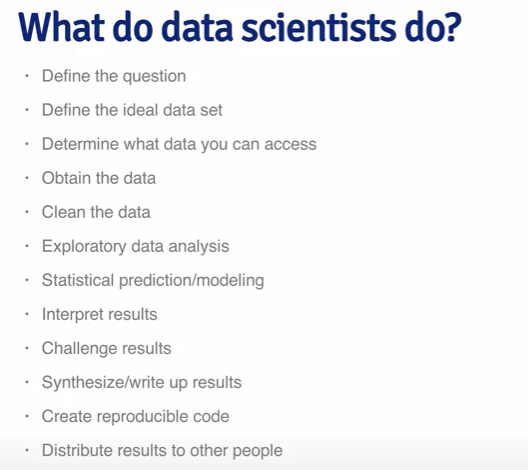 What do data scientists do?
· Define the question
· Define the ideal data set
· Determine what data you can access
· Obtain the data
· Clean the data
· Exploratory data analysis
· Statistical prediction/modeling
· Interpret results
· Challenge results
· Synthesize/write up results
· Create reproducible code
· Distribute results to other people